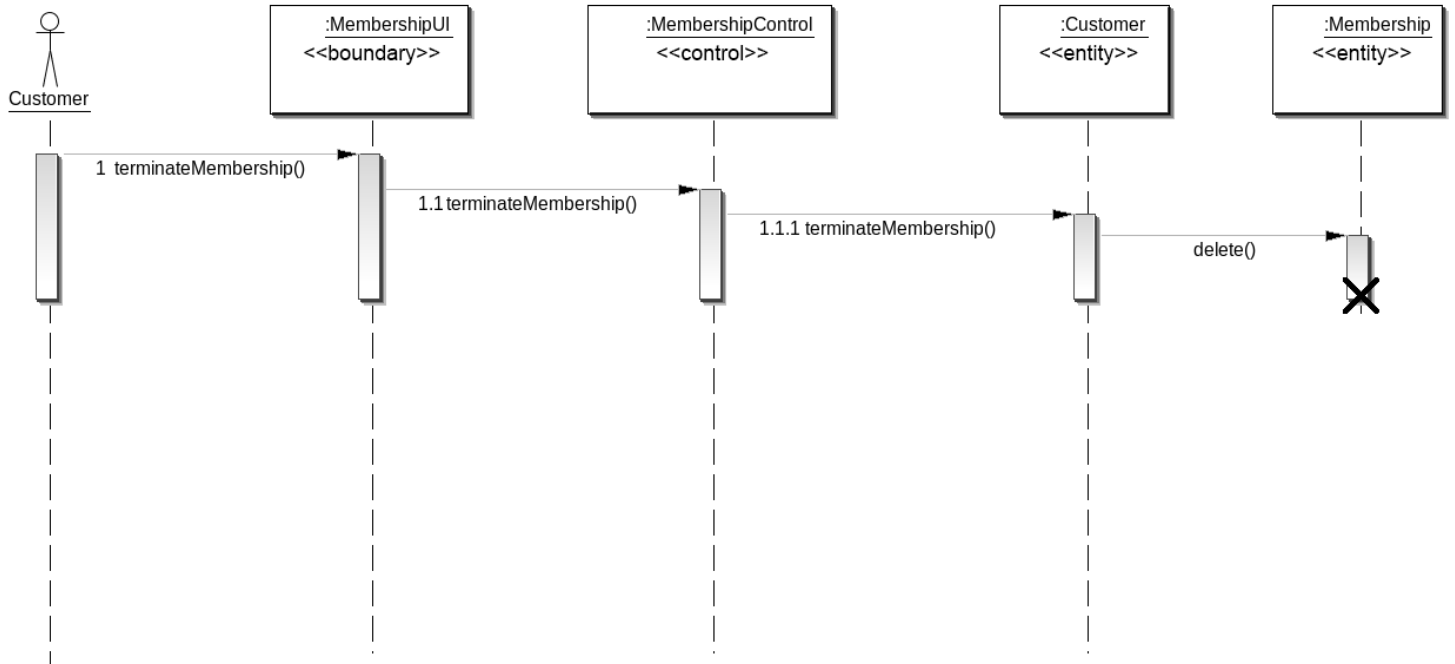 :MembershipUI
<<boundary>>
:MembershipControl
<<control>>
:Customer
<<entity>>
:Membership
<<entity>>
Customer
1 terminateMembership()
1.1 terminateMembership()
1.1.1 terminateMembership()
delete()